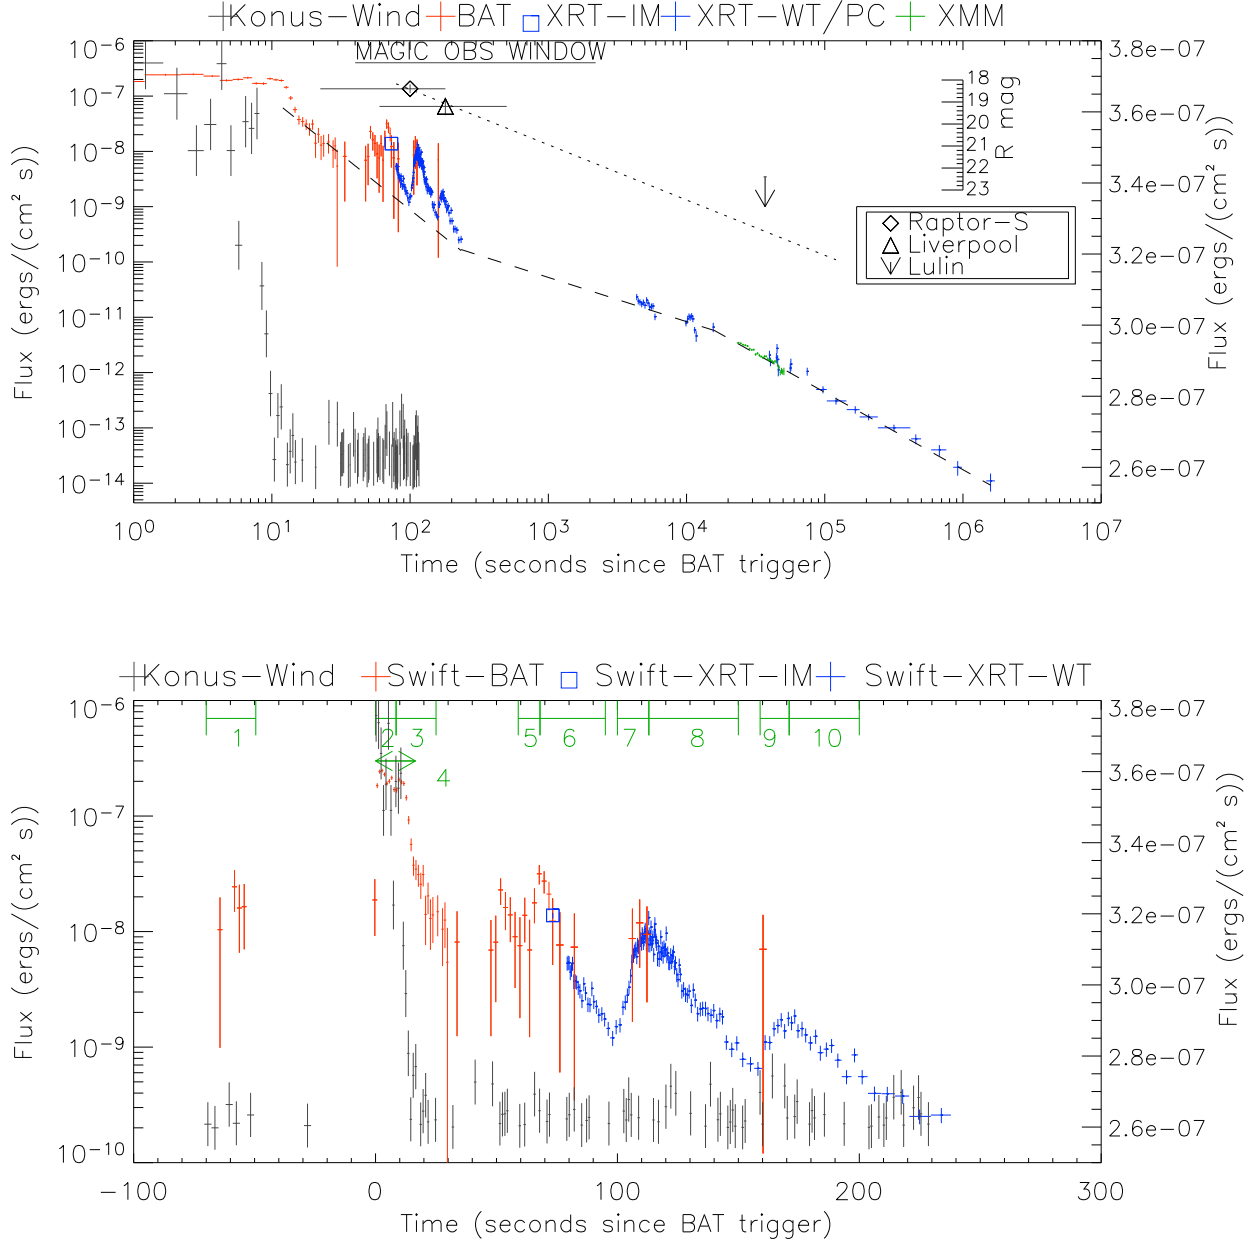 Konus-Wind BAT XRT-IM XRT-WT/PC XMM
MAGIC OBS WINDOW
10^-6
10^-7
10^-8
10^-9
10^-10
10^-11
10^-12
10^-13
10^-14
Flux (ergs/(cm² s))
18
19
20
21
22
23
R mag
Raptor-S
Liverpool
Lulin
3.8e-07
3.6e-07
3.4e-07
3.2e-07
3.0e-07
2.8e-07
2.6e-07
Flux (ergs/(cm² s))
10^0 10^1 10^2 10^3 10^4 10^5 10^6 10^7
Time (seconds since BAT trigger)
Konus-Wind Swift-BAT Swift-XRT-IM Swift-XRT-WT
10^-6
10^-7
10^-8
10^-9
10^-10
Flux (ergs/(cm² s))
1 2 3 5 6 7 8 9 10
4
3.8e-07
3.6e-07
3.4e-07
3.2e-07
3.0e-07
2.8e-07
2.6e-07
Flux (ergs/(cm² s))
-100 0 100 200 300
Time (seconds since BAT trigger)